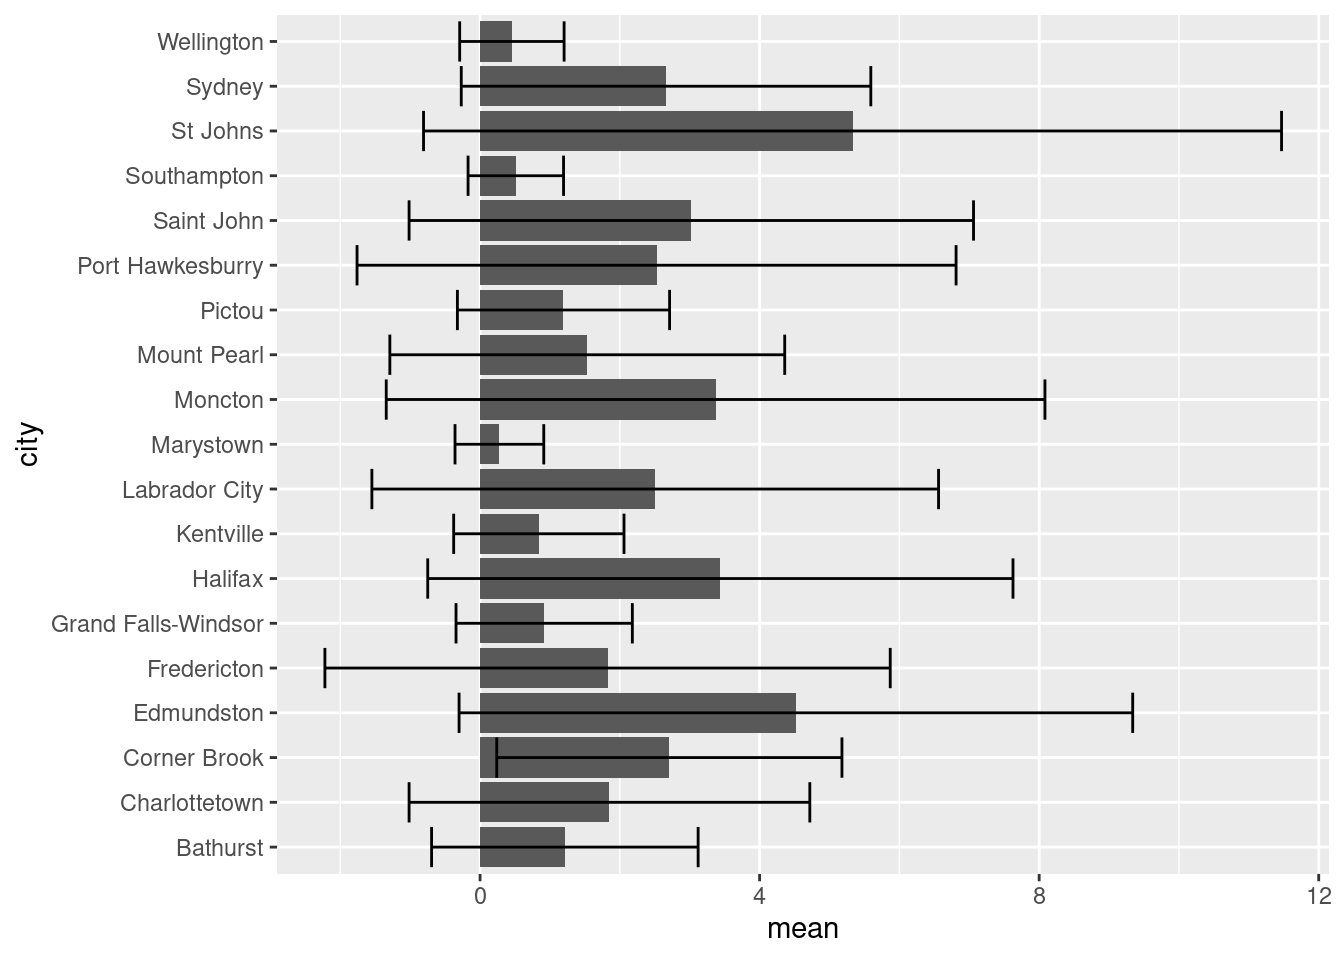 Wellington
Sydney
St Johns
Southampton
Saint John
Port Hawkesburry
Pictou
Mount Pearl
Moncton
Marystown
Labrador City
Kentville
Halifax
Grand Falls-Windsor
Fredericton
Edmundston
Corner Brook
Charlottetown
Bathurst
city
0 4 8 12
mean